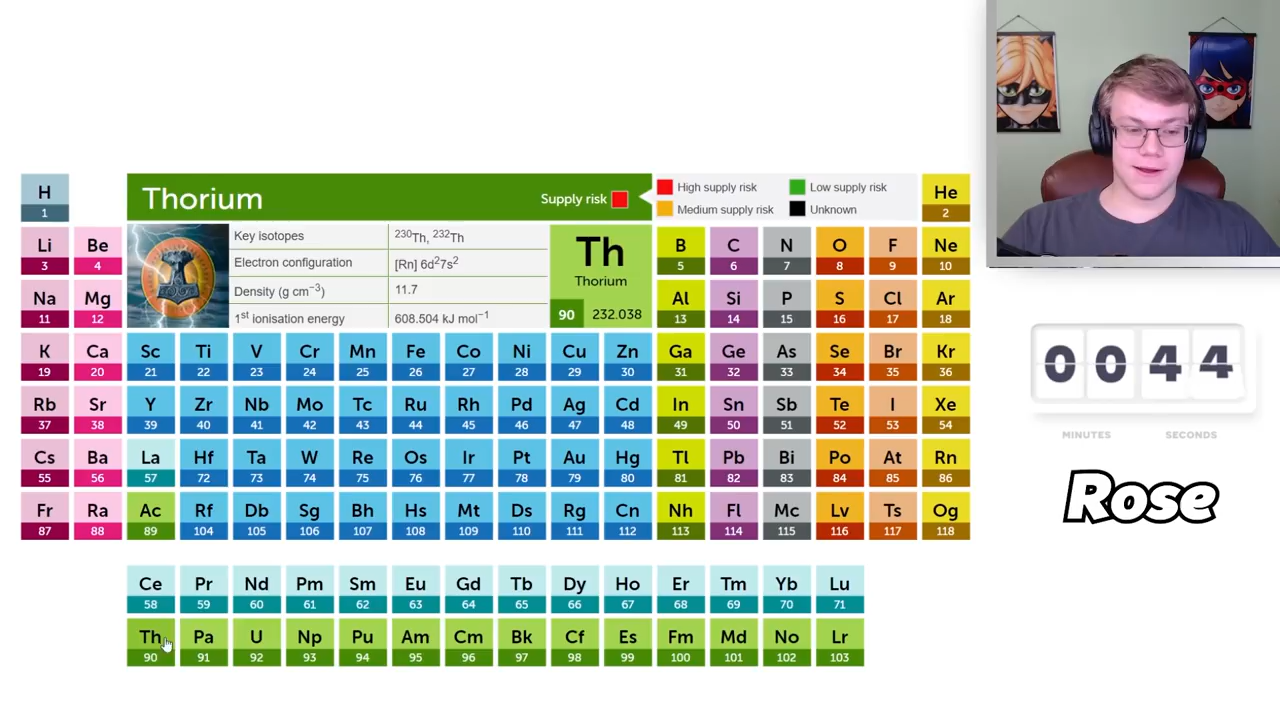 Thorium
Supply risk
High supply risk
Low supply risk
Medium supply risk
Unknown
Key isotopes
²³⁰Th, ²³²Th
Electron configuration
[Rn] 6d²7s²
Density (g cm⁻³)
11.7
1ˢᵗ ionisation energy
608.504 kJ mol⁻¹
Th
Thorium
90 232.038
H He
1 2
Li Be B C N O F Ne
3 4 5 6 7 8 9 10
Na Mg Al Si P S Cl Ar
11 12 13 14 15 16 17 18
K Ca Sc Ti V Cr Mn Fe Co Ni Cu Zn Ga Ge As Se Br Kr
19 20 21 22 23 24 25 26 27 28 29 30 31 32 33 34 35 36
Rb Sr Y Zr Nb Mo Tc Ru Rh Pd Ag Cd In Sn Sb Te I Xe
37 38 39 40 41 42 43 44 45 46 47 48 49 50 51 52 53 54
Cs Ba La Hf Ta W Re Os Ir Pt Au Hg Tl Pb Bi Po At Rn
55 56 57 72 73 74 75 76 77 78 79 80 81 82 83 84 85 86
Fr Ra Ac Rf Db Sg Bh Hs Mt Ds Rg Cn Nh Fl Mc Lv Ts Og
87 88 89 104 105 106 107 108 109 110 111 112 113 114 115 116 117 118
Ce Pr Nd Pm Sm Eu Gd Tb Dy Ho Er Tm Yb Lu
58 59 60 61 62 63 64 65 66 67 68 69 70 71
Th Pa U Np Pu Am Cm Bk Cf Es Fm Md No Lr
90 91 92 93 94 95 96 97 98 99 100 101 102 103
00 44
MINUTES SECONDS
Rose